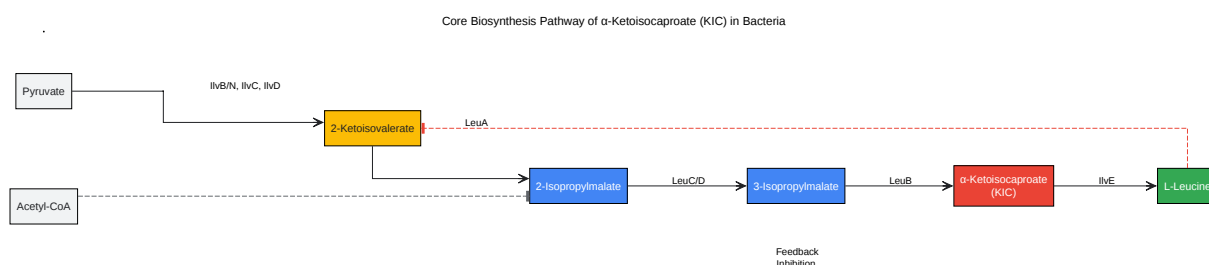 Core Biosynthesis Pathway of α-Ketoisocaproate (KIC) in Bacteria
Pyruvate
IlvB/N, IlvC, IlvD
2-Ketoisovalerate
LeuA
Acetyl-CoA
2-Isopropylmalate
LeuC/D
3-Isopropylmalate
LeuB
α-Ketoisocaproate
(KIC)
IlvE
L-Leucine
Feedback
Inhibition